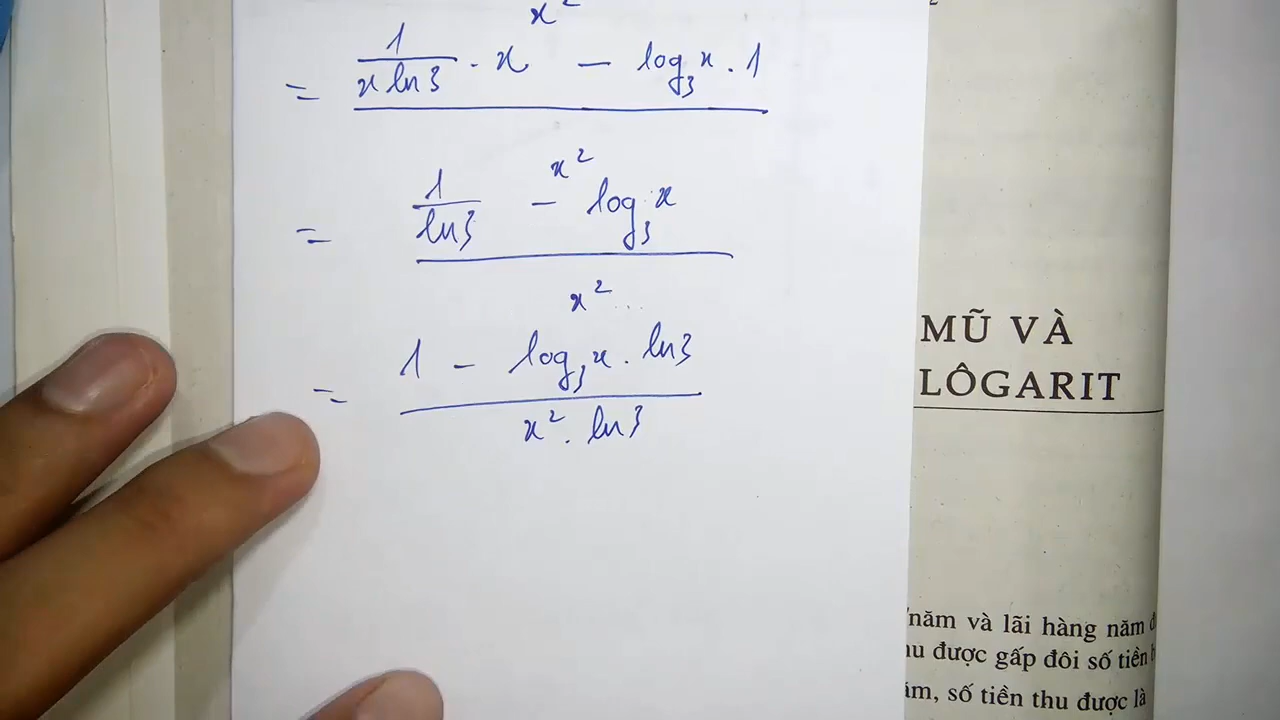 x²
= (1/(x ln3) · x − log₃x . 1)/x²
= (1/ln3 − log₃x)/x²
= (1 − log₃x . ln3)/(x² . ln3)
MŨ VÀ
LÔGARIT
năm và lãi hàng năm
u được gấp đôi số tiền
ăm, số tiền thu được là